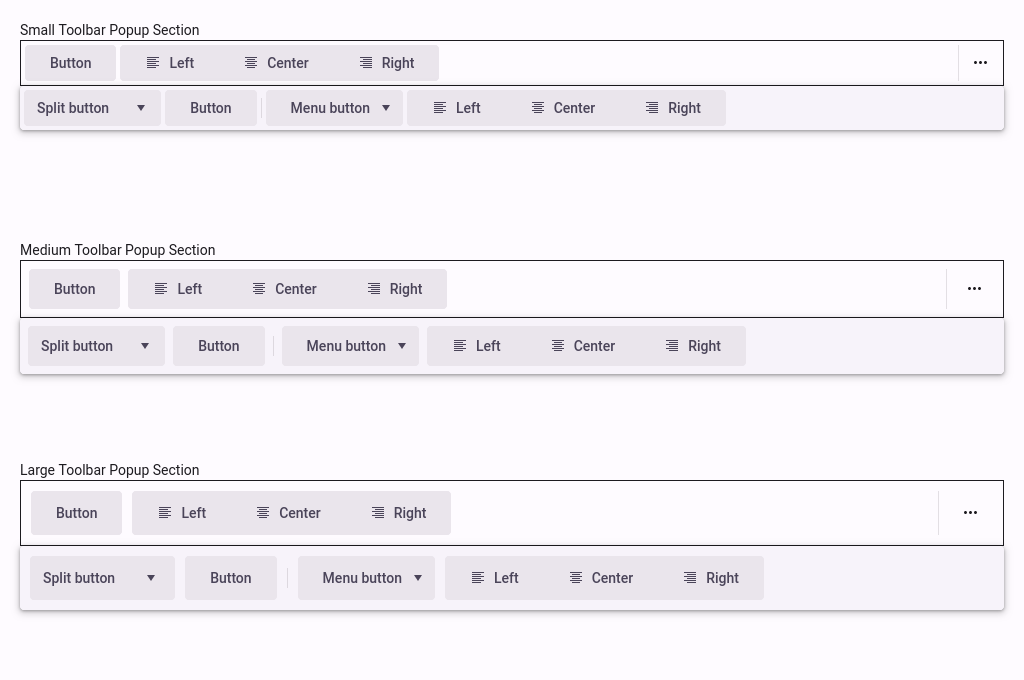 Small Toolbar Popup Section
Button Left Center Right
Split button Button Menu button Left Center Right
Medium Toolbar Popup Section
Button Left Center Right
Split button Button Menu button Left Center Right
Large Toolbar Popup Section
Button Left Center Right
Split button Button Menu button Left Center Right